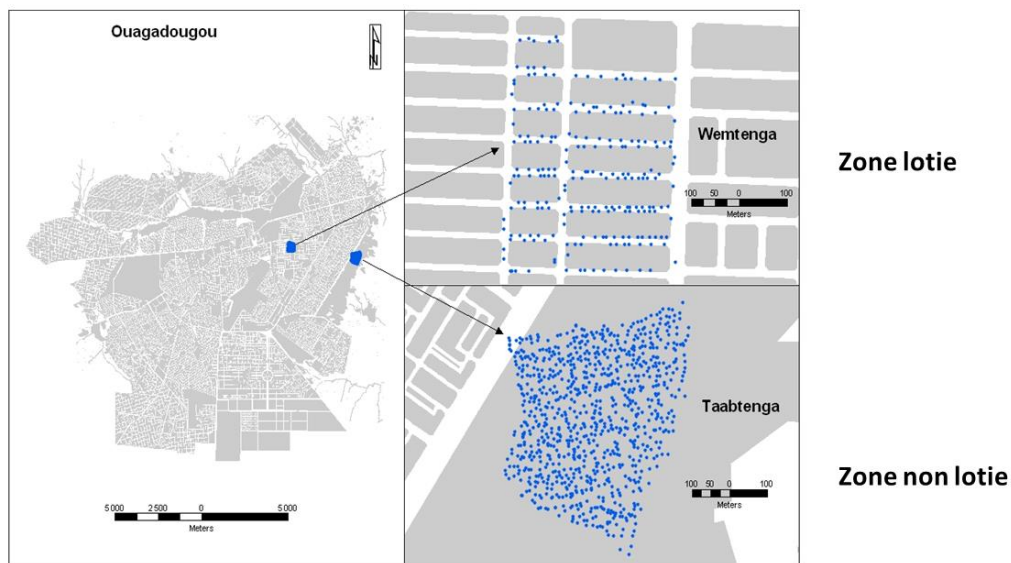 Ouagadougou
N
5 000 2 500 0 5 000
Meters
Wemtenga
100 50 0 100
Meters
Taabtenga
100 50 0 100
Meters
Zone lotie
Zone non lotie